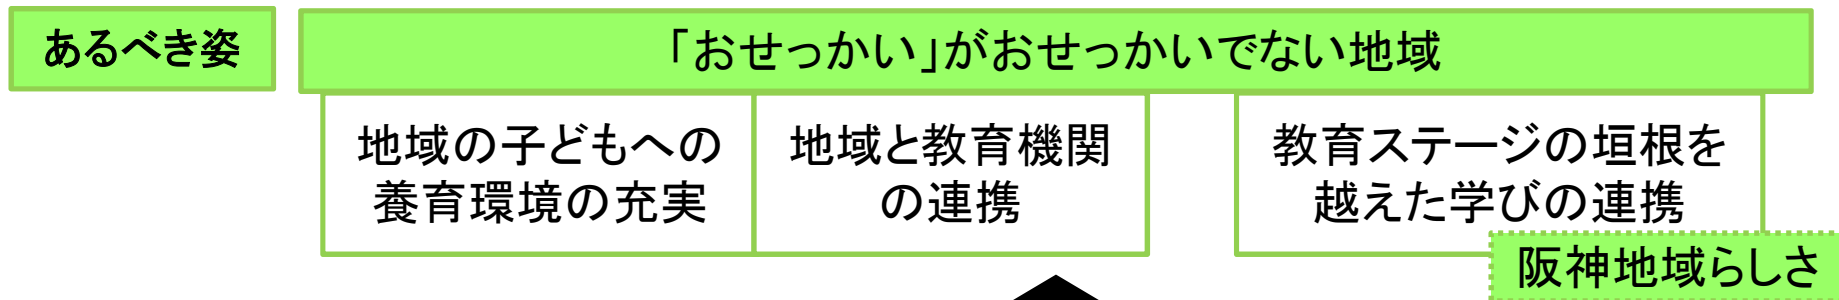 あるべき姿
「おせっかい」がおせっかいでない地域
地域の子どもへの
養育環境の充実
地域と教育機関
の連携
教育ステージの垣根を
越えた学びの連携
阪神地域らしさ